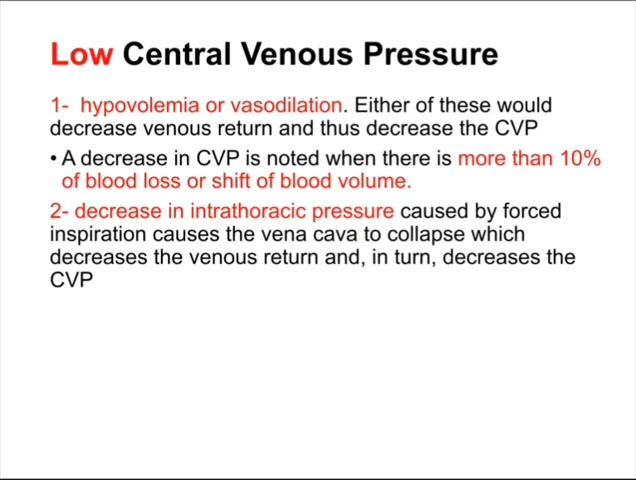 Low Central Venous Pressure
1- hypovolemia or vasodilation. Either of these would
decrease venous return and thus decrease the CVP
• A decrease in CVP is noted when there is more than 10%
of blood loss or shift of blood volume.
2- decrease in intrathoracic pressure caused by forced
inspiration causes the vena cava to collapse which
decreases the venous return and, in turn, decreases the
CVP